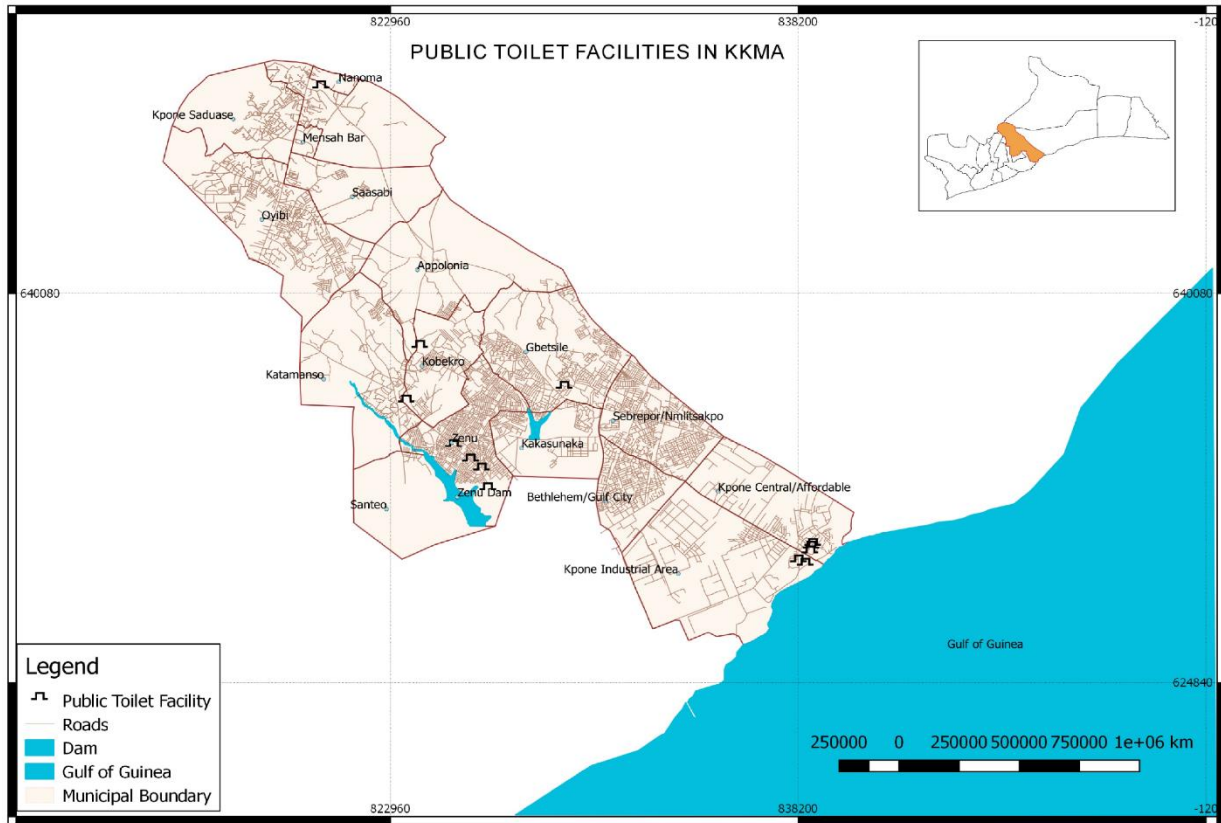 822960
838200
-120
PUBLIC TOILET FACILITIES IN KKMA
Nanoma
Kpone Saduase
Mensah Bar
Saasabi
Oyibi
Appolonia
640080
640080
Gbetsile
Kobekro
Katamanso
Sebrepor/Nmlitsakpo
Zenu
Kakasunaka
Kpone Central/Affordable
Zenu Dam
Bethlehem/Gulf City
Santeo
Kpone Industrial Area
Gulf of Guinea
Legend
Public Toilet Facility
Roads
Dam
Gulf of Guinea
Municipal Boundary
624840
250000 0 250000 500000 750000 1e+06 km
822960
838200
-120